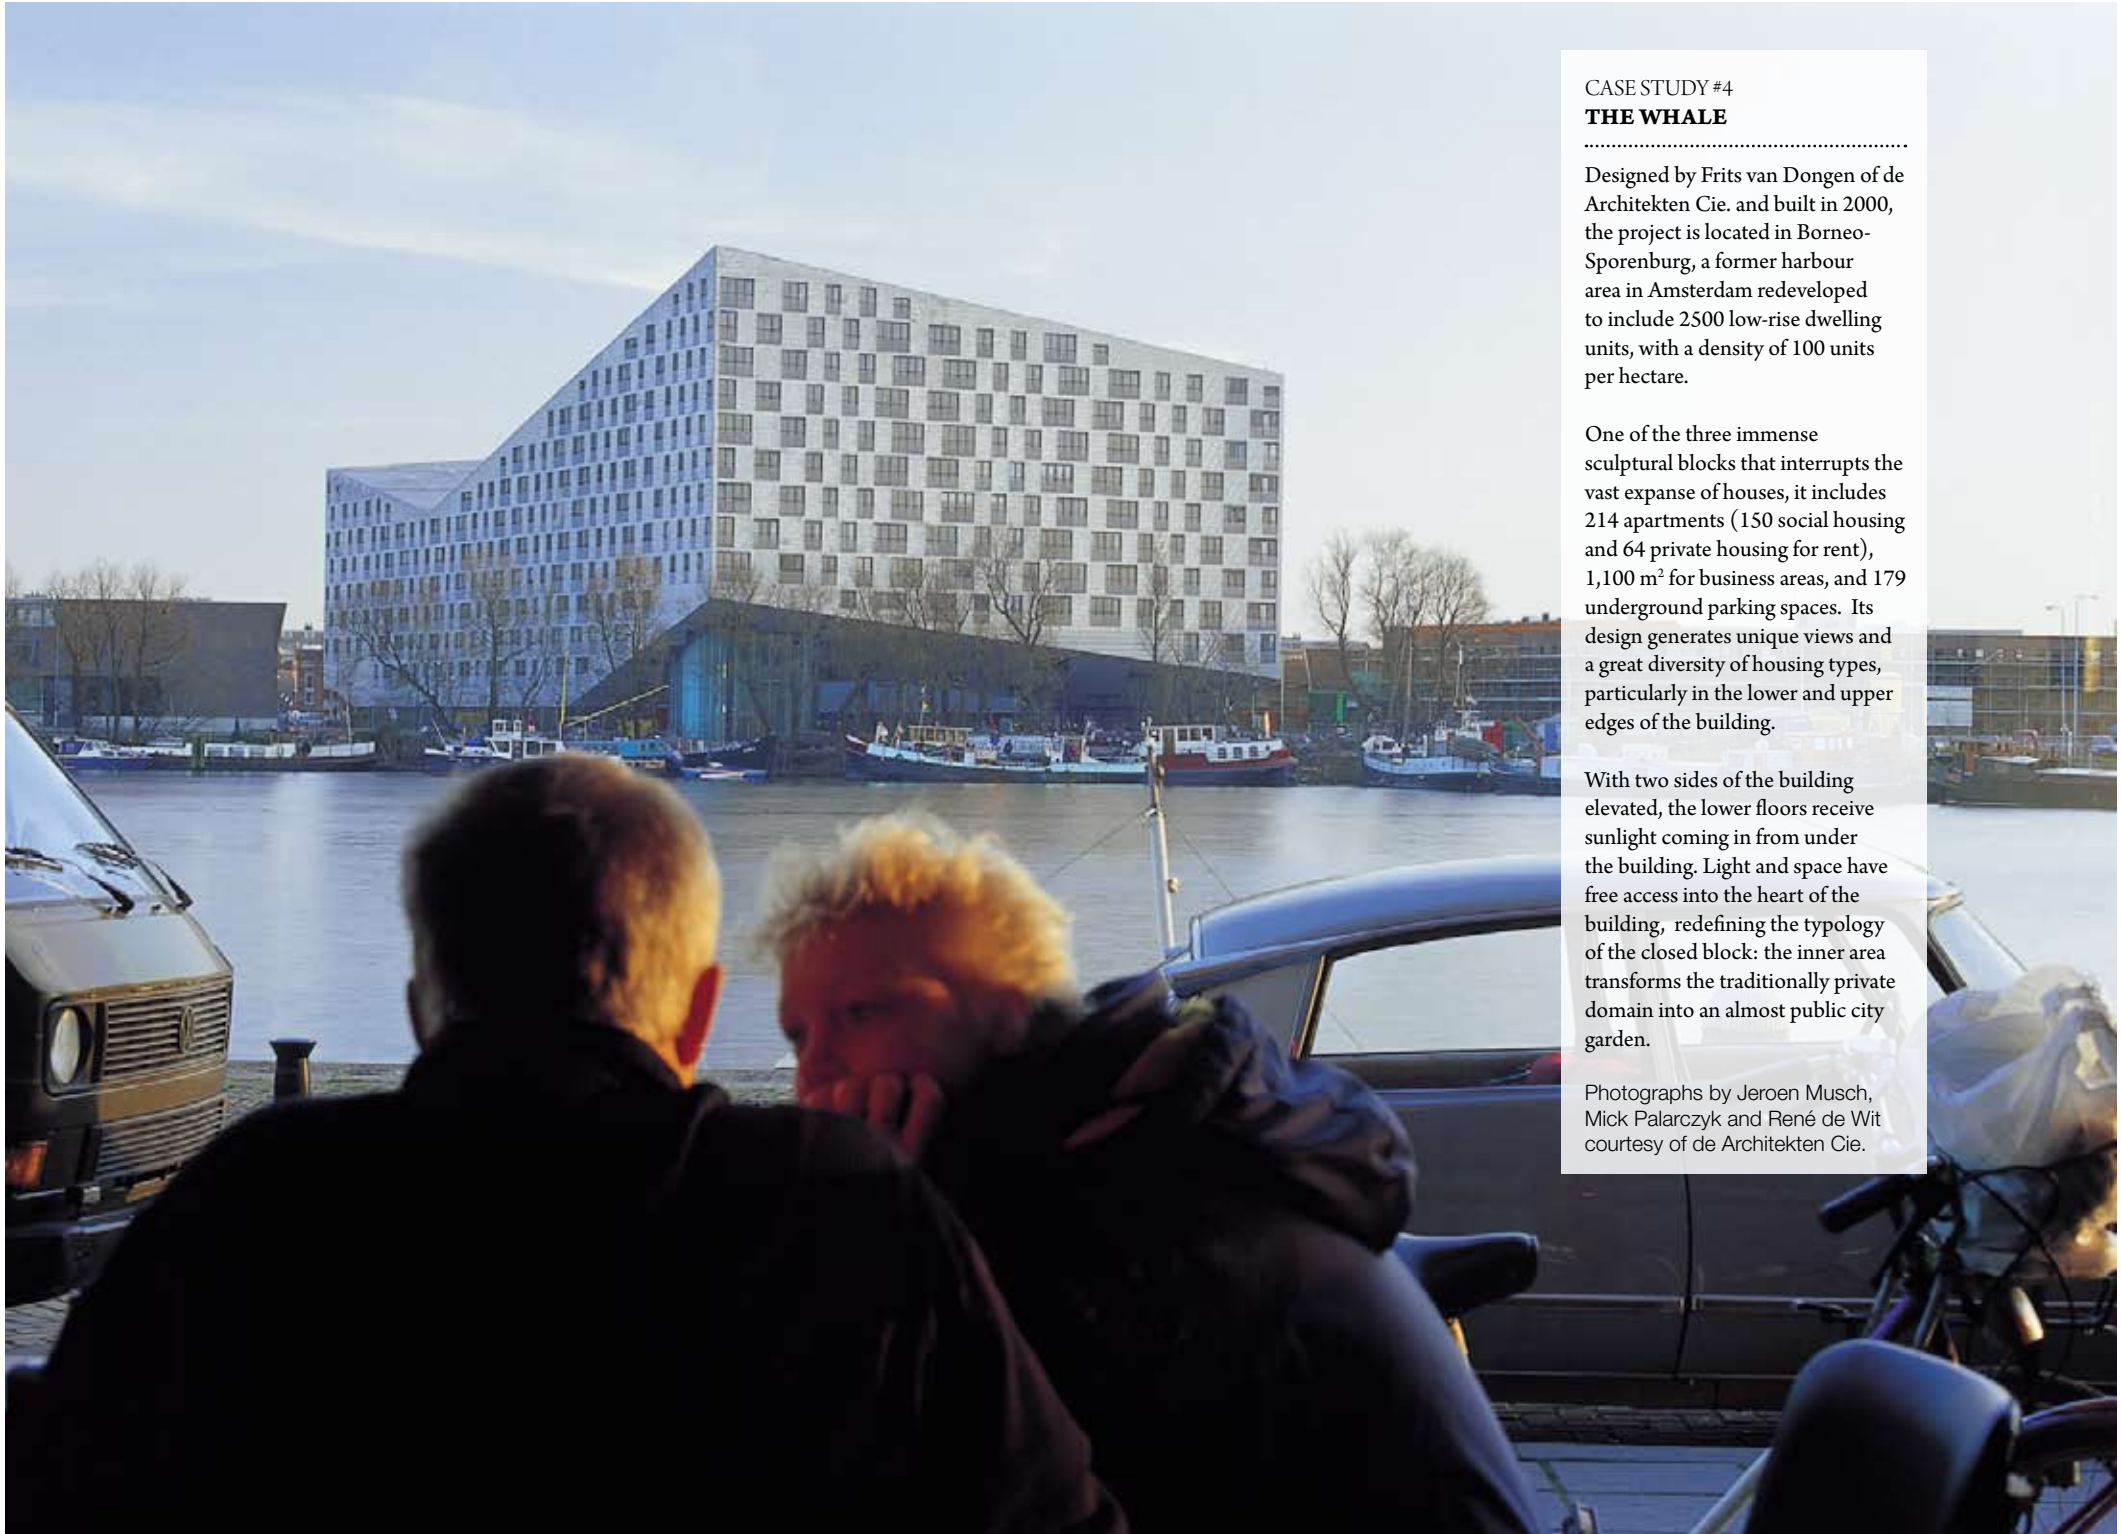 CASE STUDY #4
THE WHALE
Designed by Frits van Dongen of de
Architekten Cie. and built in 2000,
the project is located in Borneo-
Sporenburg, a former harbour
area in Amsterdam redeveloped
to include 2500 low-rise dwelling
units, with a density of 100 units
per hectare.
One of the three immense
sculptural blocks that interrupts the
vast expanse of houses, it includes
214 apartments (150 social housing
and 64 private housing for rent),
1,100 m² for business areas, and 179
underground parking spaces.  Its
design generates unique views and
a great diversity of housing types,
particularly in the lower and upper
edges of the building.
With two sides of the building
elevated, the lower floors receive
sunlight coming in from under
the building. Light and space have
free access into the heart of the
building,  redefining the typology
of the closed block: the inner area
transforms the traditionally private
domain into an almost public city
garden.
Photographs by Jeroen Musch,
Mick Palarczyk and René de Wit
courtesy of de Architekten Cie.